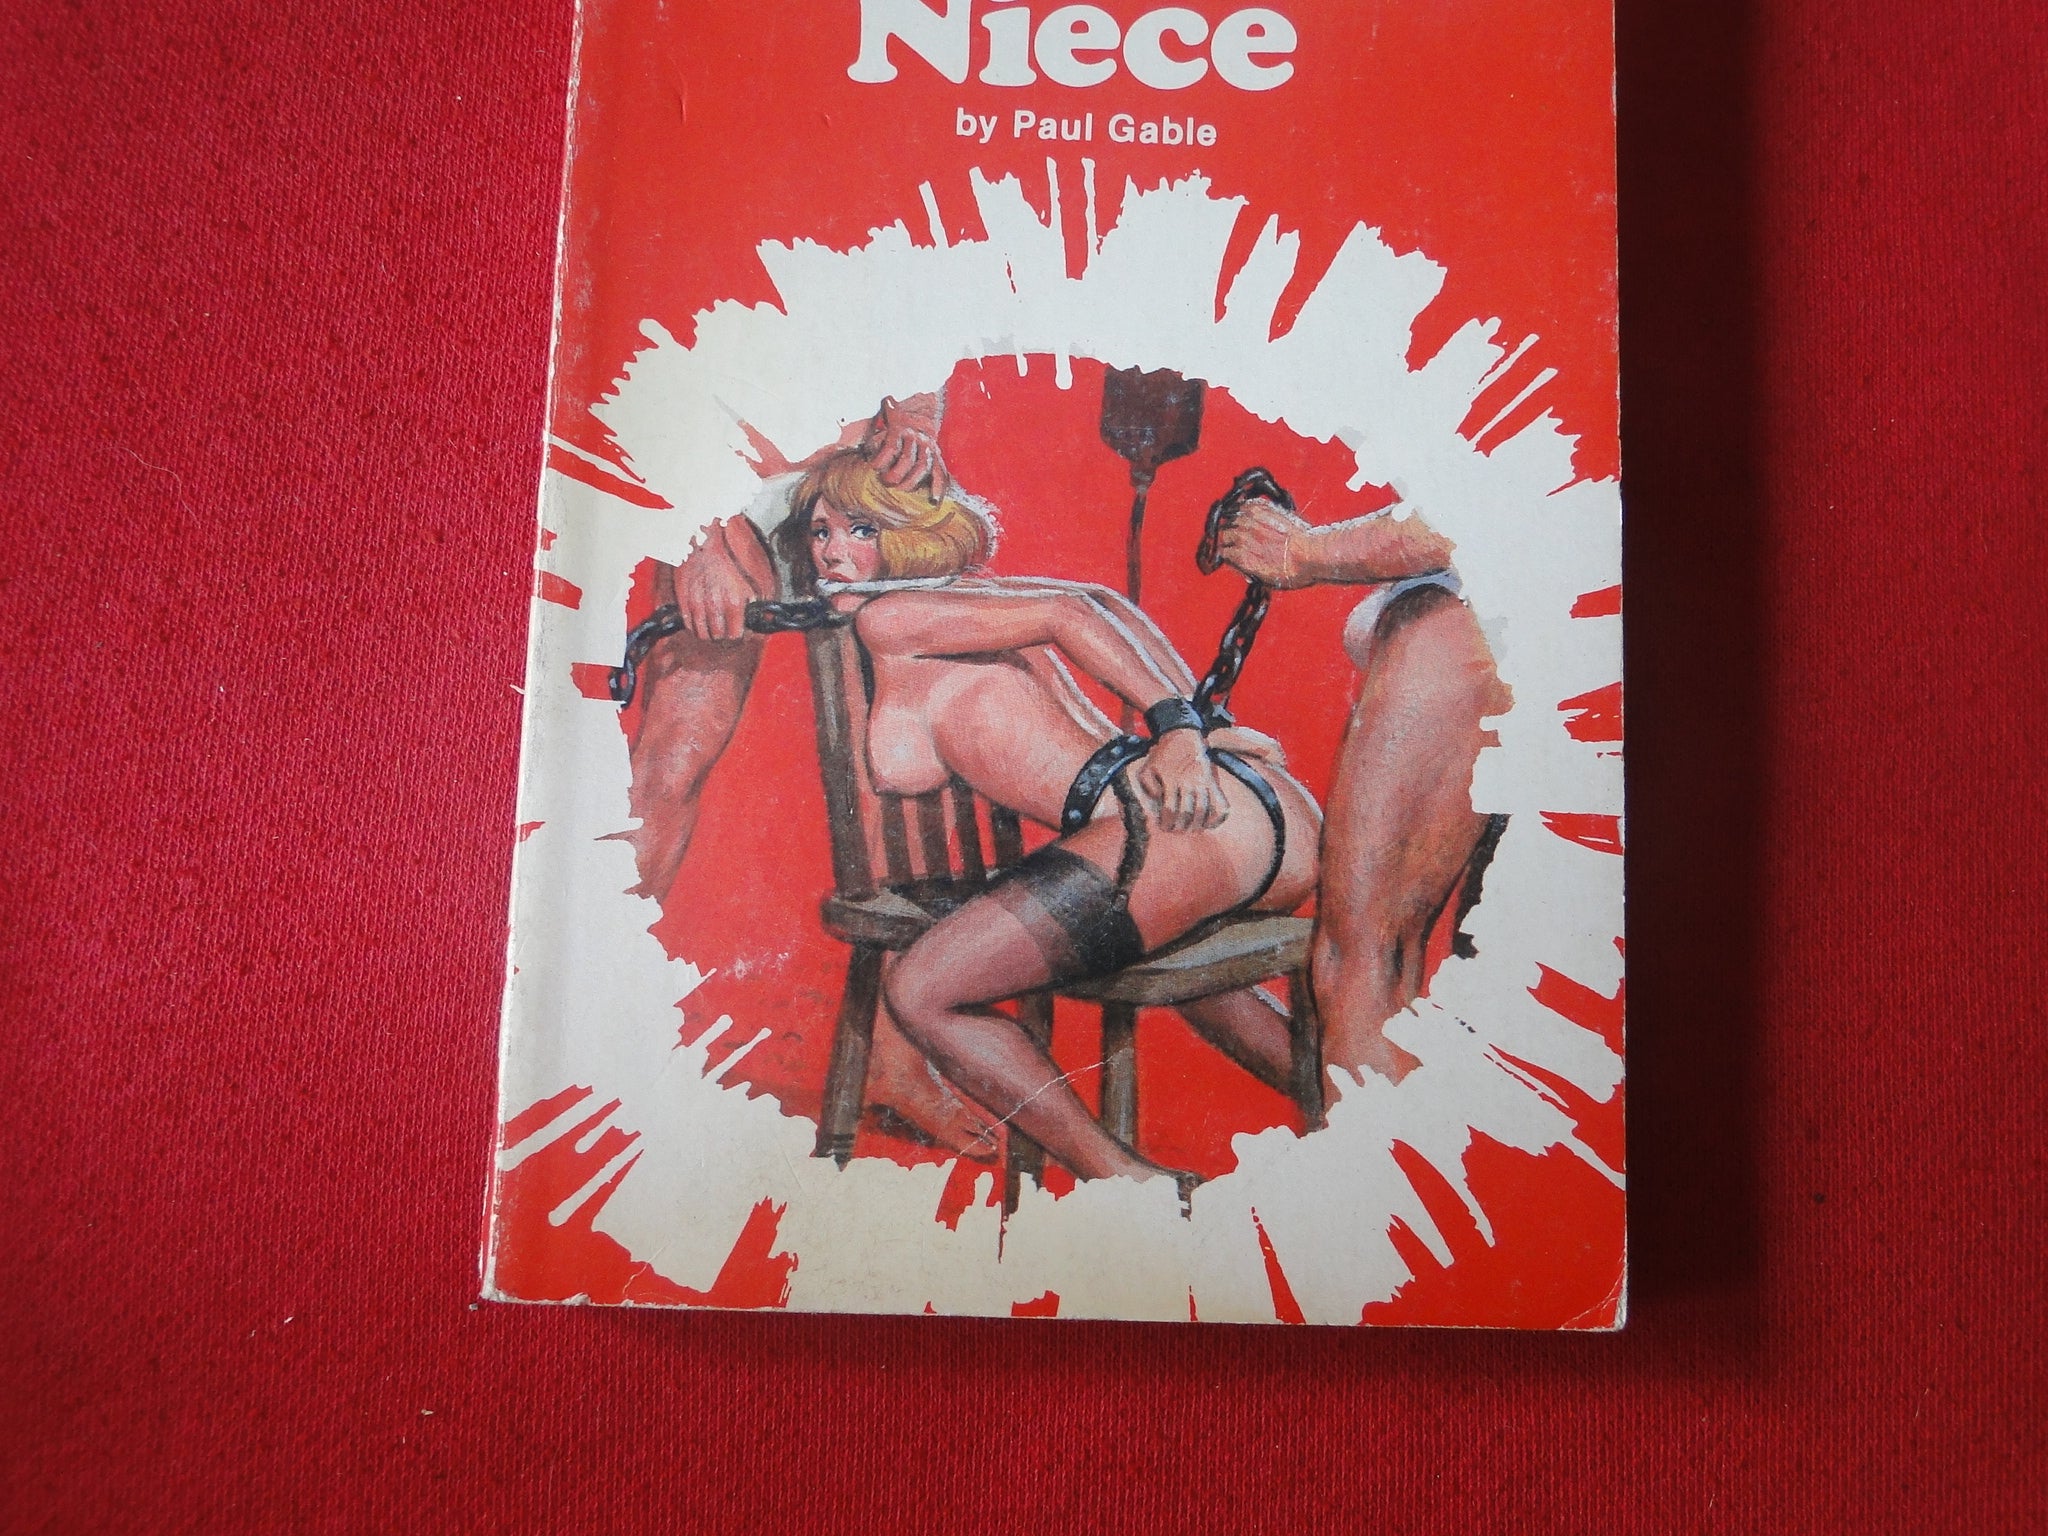 Niece
by Paul Gable